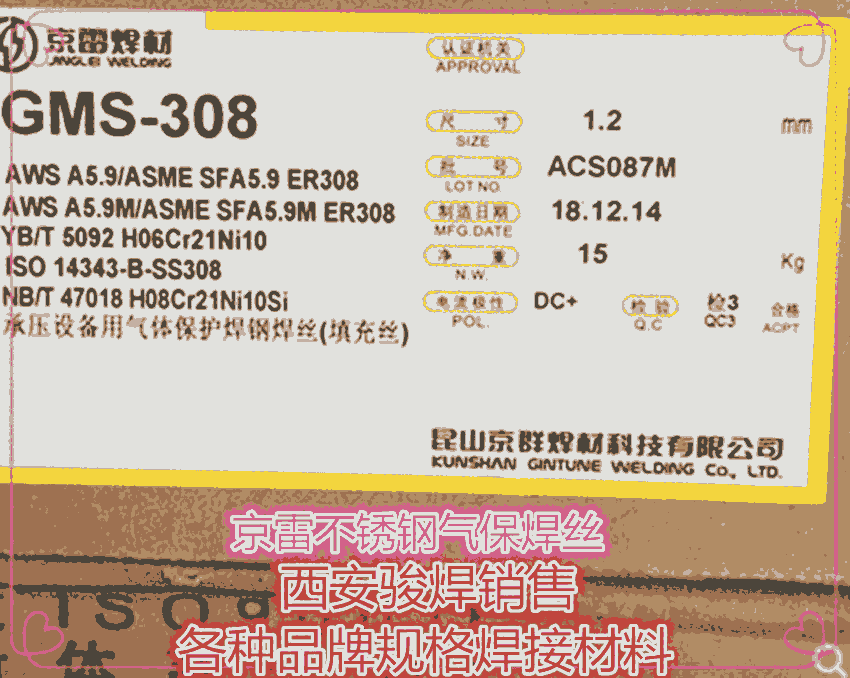 京雷焊材
JINGLEI WELDING
GMS-308
AWS A5.9/ASME SFA5.9 ER308
AWS A5.9M/ASME SFA5.9M ER308
YB/T 5092 H06Cr21Ni10
ISO 14343-B-SS308
NB/T 47018 H08Cr21Ni10Si
承压设备用气体保护焊钢焊丝(填充丝)
认证机关
APPROVAL
尺 寸 1.2 mm
SIZE
批 号 ACS087M
LOT NO.
制造日期 18.12.14
MFG.DATE
净 重 15 Kg
N.W.
电流极性 DC+ 检 验 检3 合格
POL. Q.C QC3 ACPT
昆山京群焊材科技有限公司
KUNSHAN GINTUNE WELDING Co., LTD.
京雷不锈钢气保焊丝
西安骏焊销售
ISO
各种品牌规格焊接材料